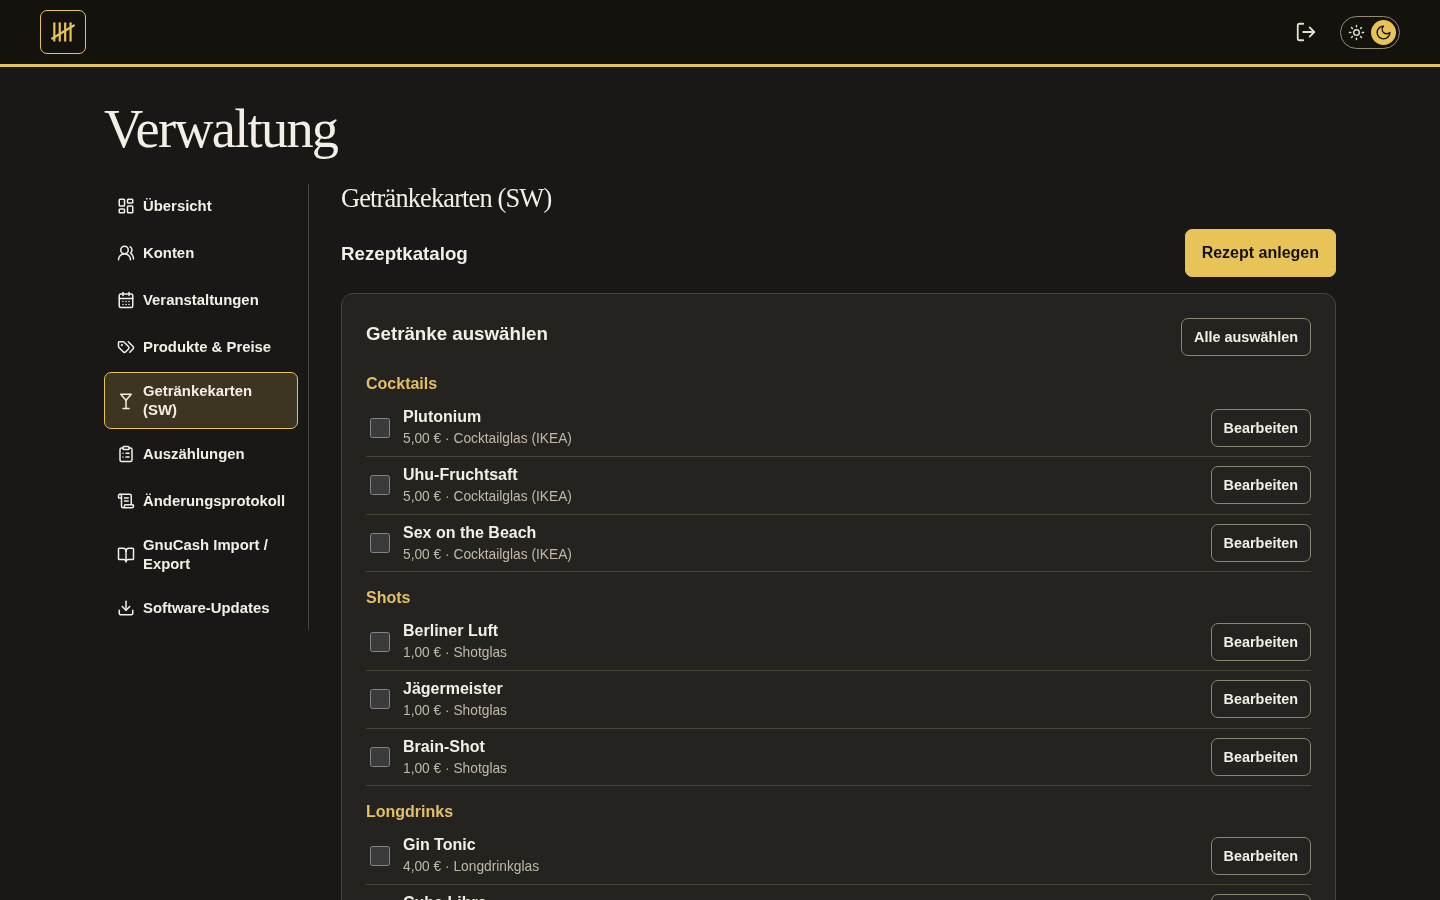 Verwaltung
Übersicht
Konten
Veranstaltungen
Produkte & Preise
Getränkekarten
(SW)
Auszählungen
Änderungsprotokoll
GnuCash Import /
Export
Software-Updates
Getränkekarten (SW)
Rezeptkatalog
Rezept anlegen
Getränke auswählen
Alle auswählen
Cocktails
Plutonium
5,00 € · Cocktailglas (IKEA)
Bearbeiten
Uhu-Fruchtsaft
5,00 € · Cocktailglas (IKEA)
Bearbeiten
Sex on the Beach
5,00 € · Cocktailglas (IKEA)
Bearbeiten
Shots
Berliner Luft
1,00 € · Shotglas
Bearbeiten
Jägermeister
1,00 € · Shotglas
Bearbeiten
Brain-Shot
1,00 € · Shotglas
Bearbeiten
Longdrinks
Gin Tonic
4,00 € · Longdrinkglas
Bearbeiten